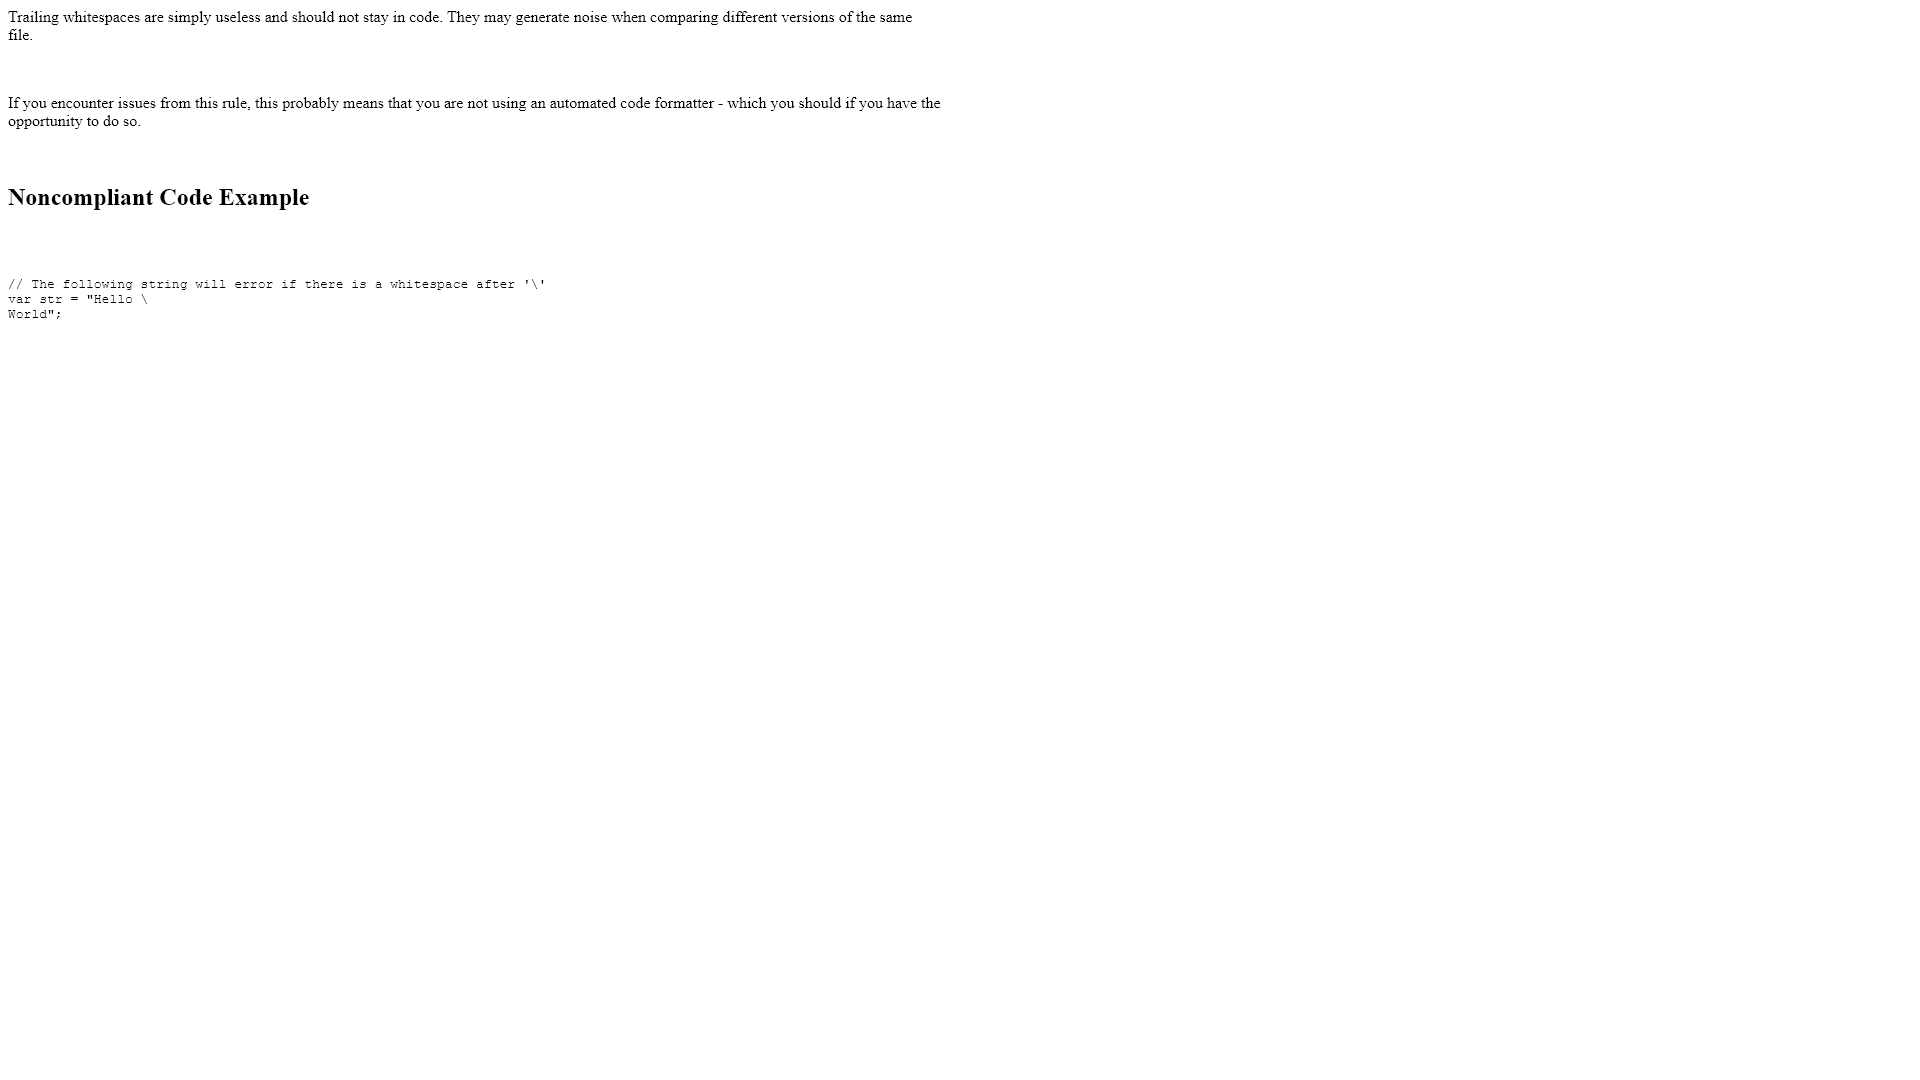 Trailing whitespaces are simply useless and should not stay in code. They may generate noise when comparing different versions of the same
file.
If you encounter issues from this rule, this probably means that you are not using an automated code formatter - which you should if you have the
opportunity to do so.
Noncompliant Code Example
// The following string will error if there is a whitespace after '\'
var str = "Hello \
World";